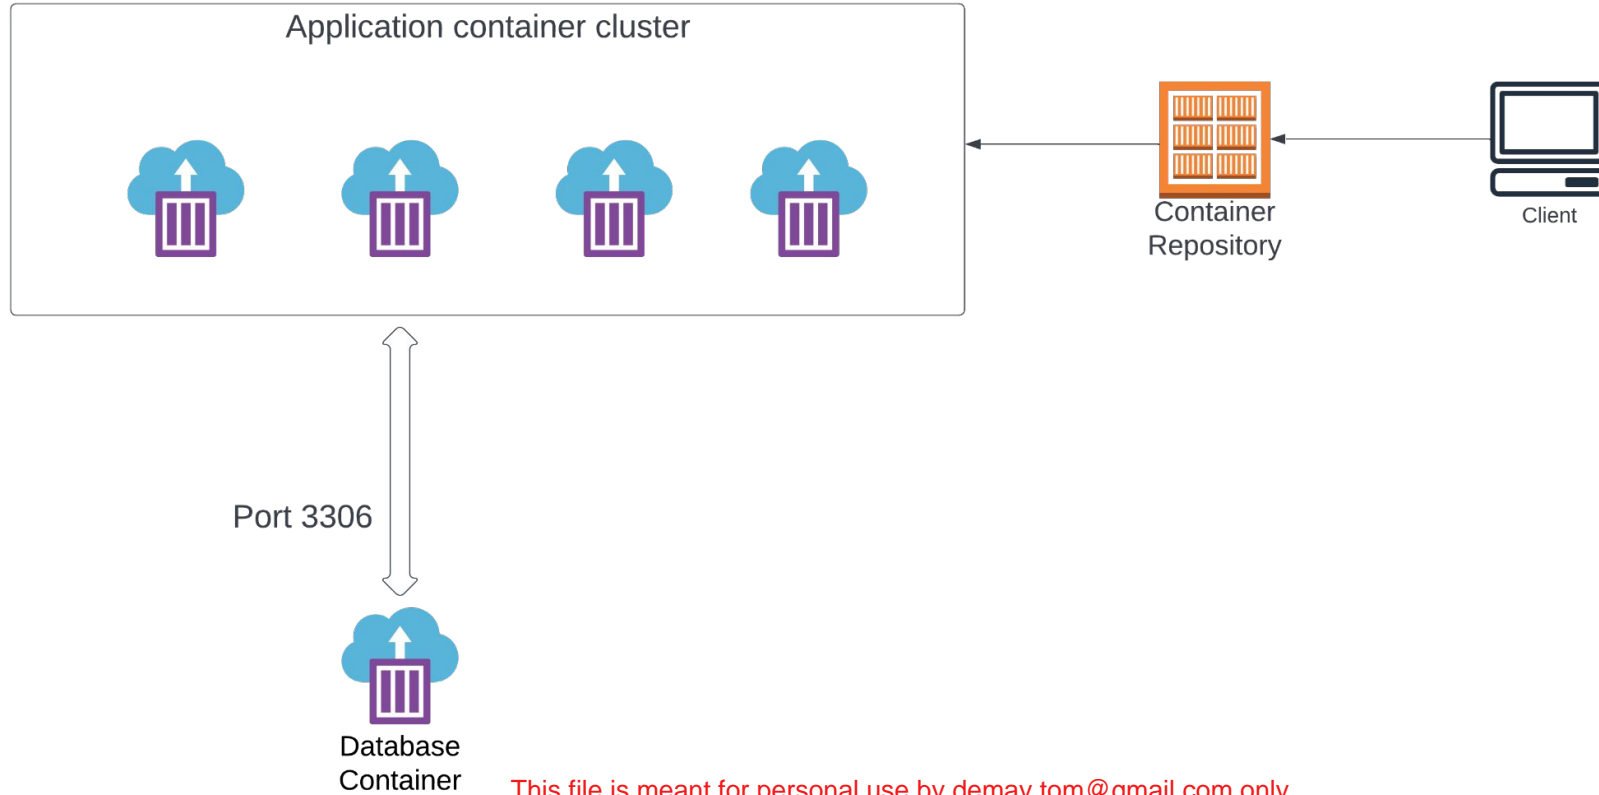 Application container cluster
Container
Repository
Client
Port 3306
Database
Container
This file is meant for personal use by demay.tom@gmail.com only.